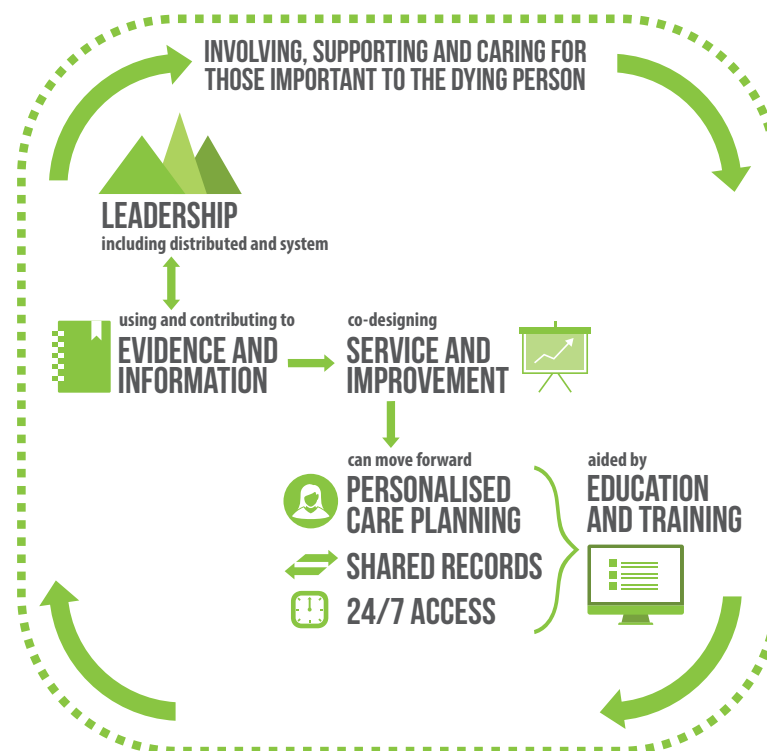 INVOLVING, SUPPORTING AND CARING FOR
THOSE IMPORTANT TO THE DYING PERSON
LEADERSHIP
including distributed and system
using and contributing to
EVIDENCE AND
INFORMATION
co-designing
SERVICE AND
IMPROVEMENT
can move forward
PERSONALISED
CARE PLANNING
SHARED RECORDS
24/7 ACCESS
aided by
EDUCATION
AND TRAINING